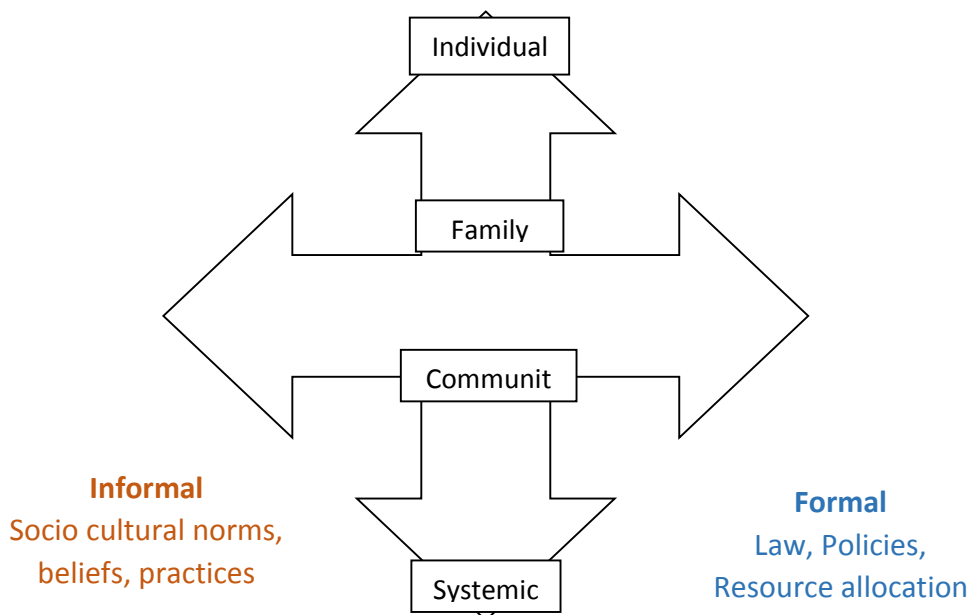 Individual
Family
Communit
Informal
Socio cultural norms,
beliefs, practices
Formal
Law, Policies,
Resource allocation
Systemic